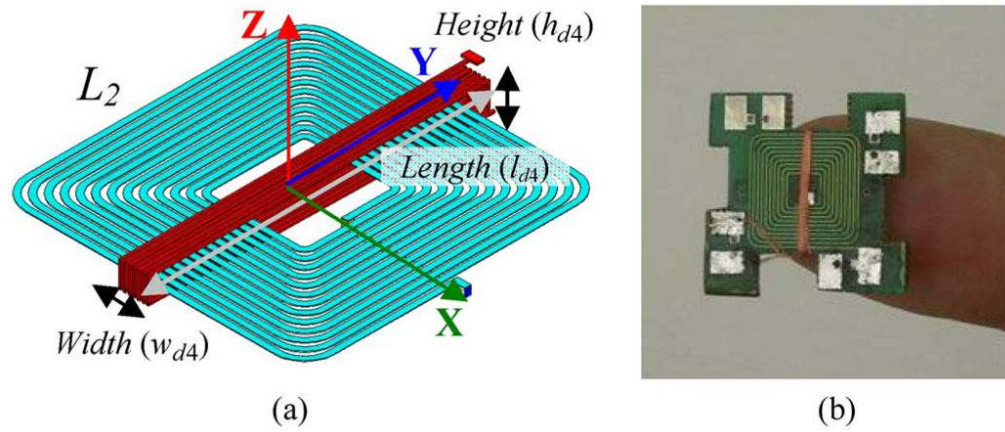 Z
Height (hd4)
L2
Y
Length (ld4)
X
Width (wd4)
(a)
(b)